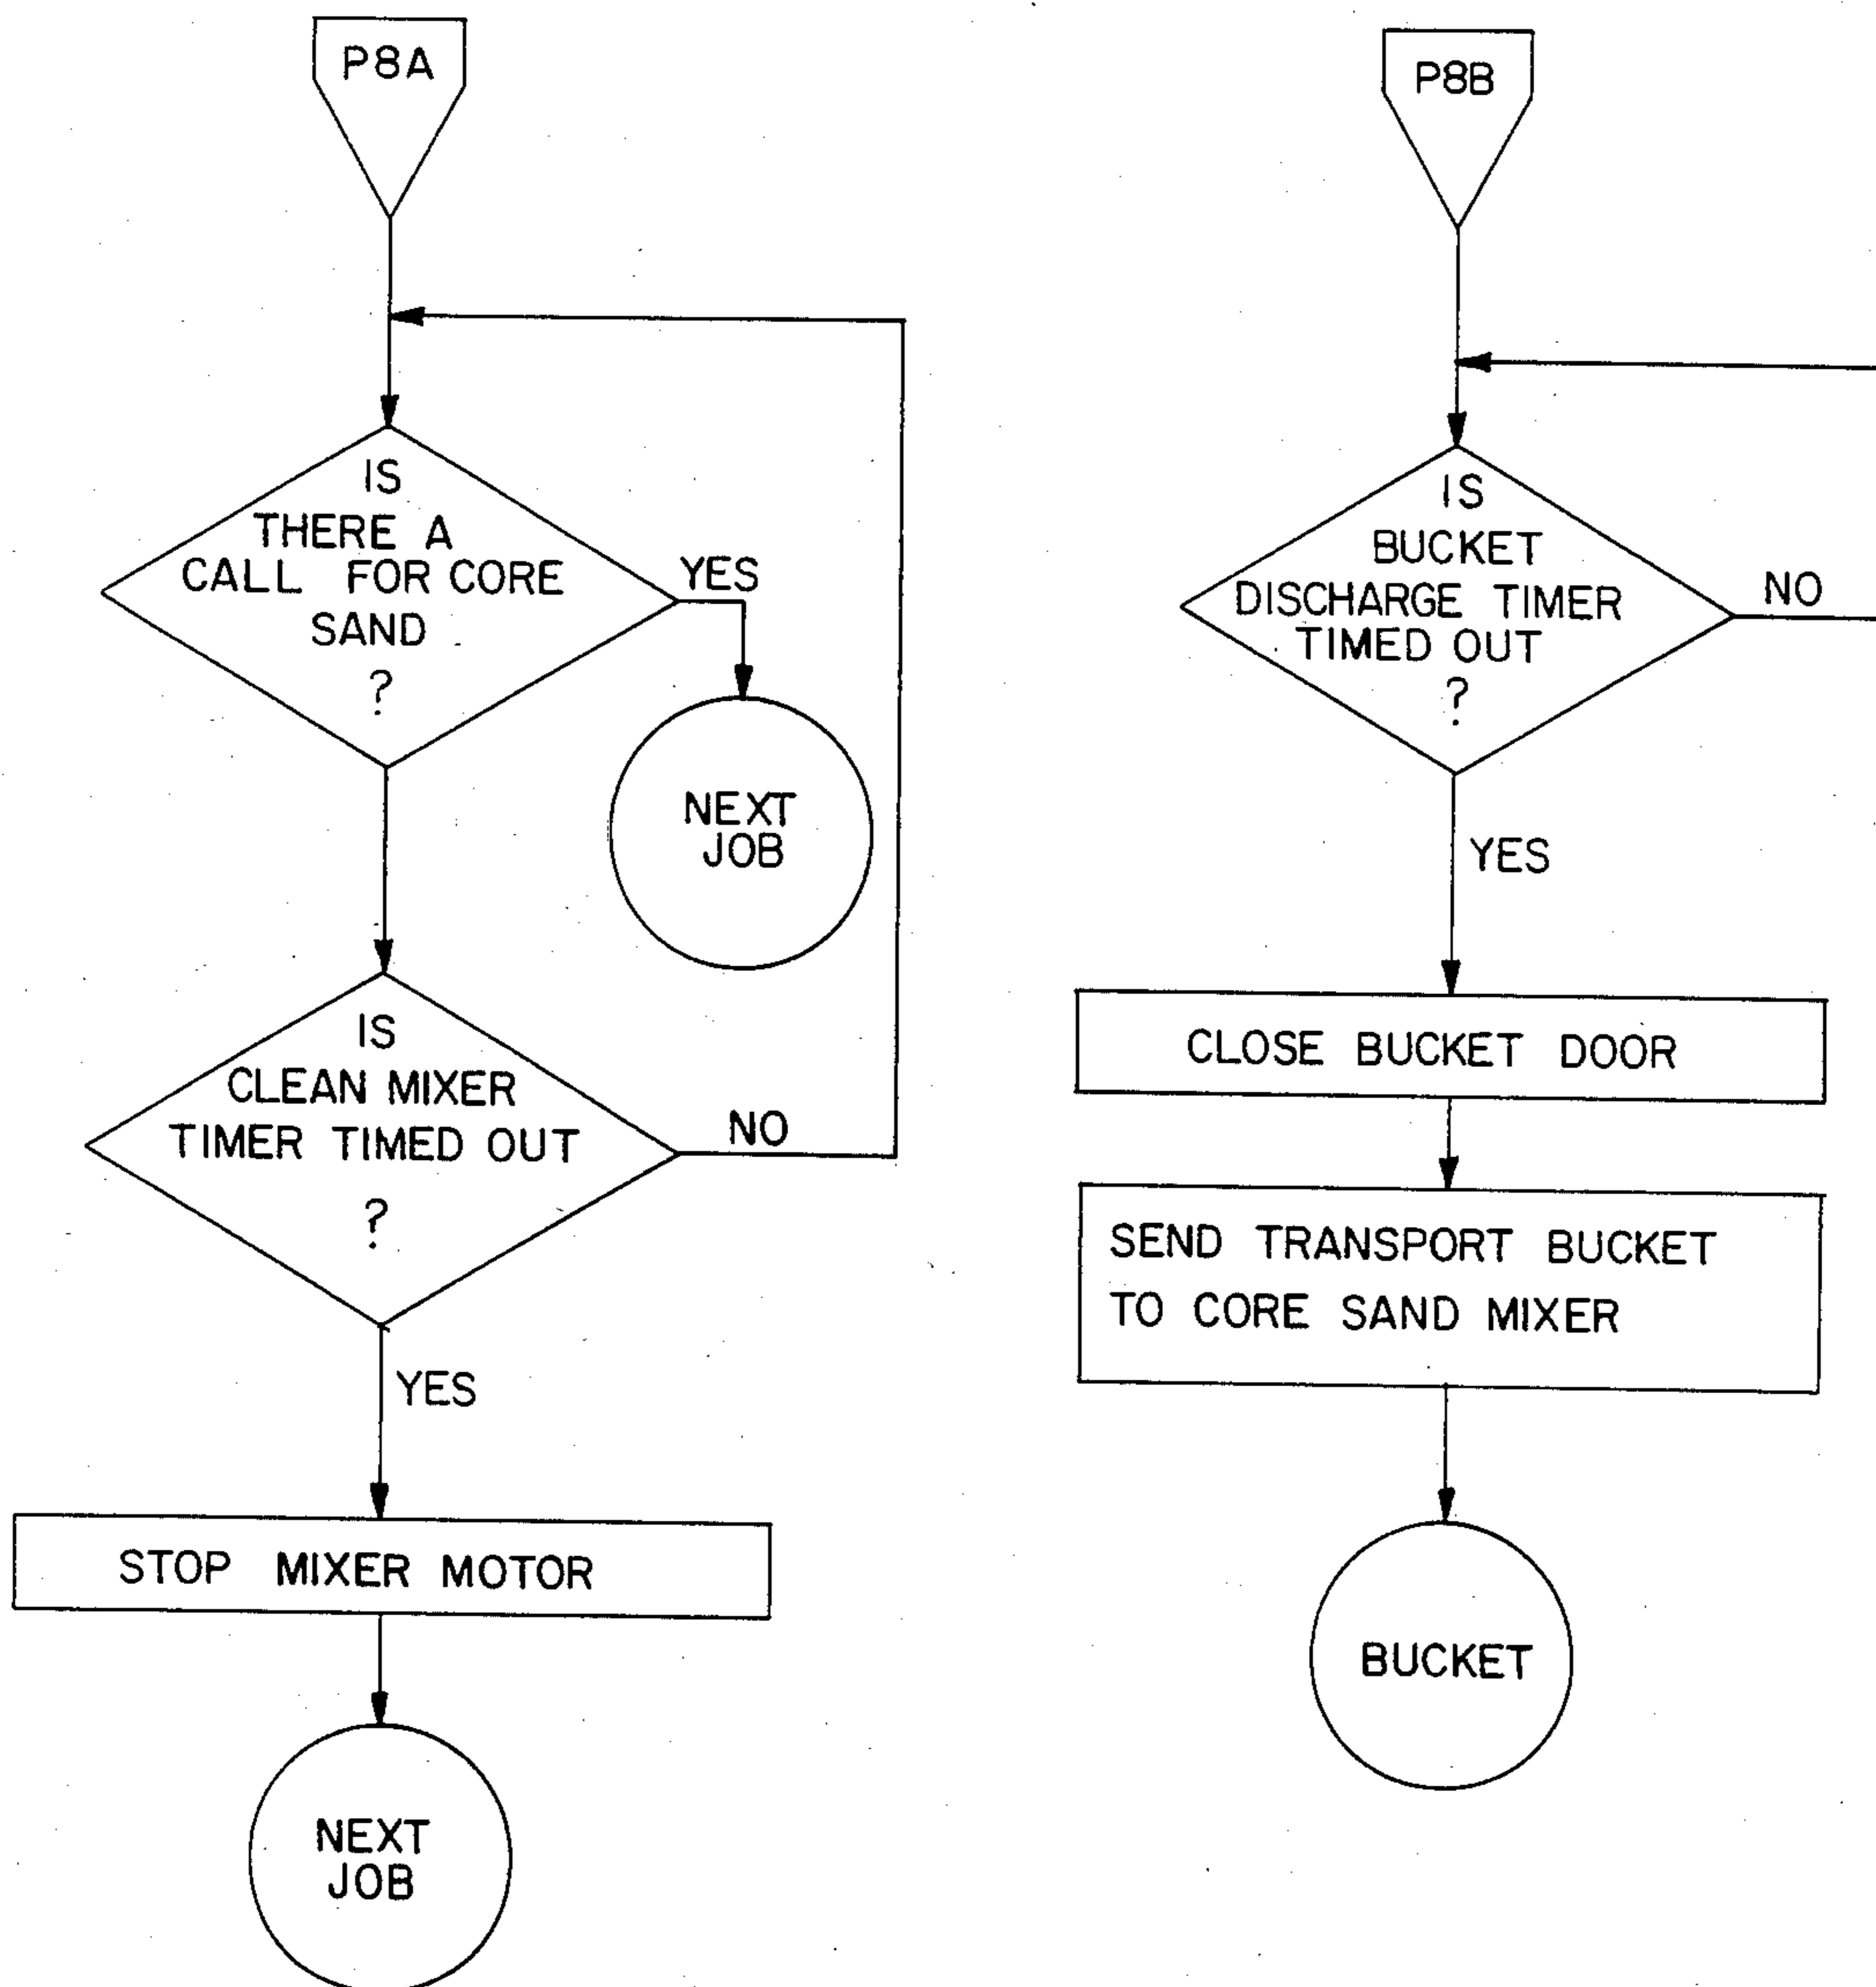 P8A
IS
THERE A
CALL FOR CORE
SAND
?
YES
NEXT
JOB
IS
CLEAN MIXER
TIMER TIMED OUT
?
NO
YES
STOP MIXER MOTOR
NEXT
JOB
P8B
IS
BUCKET
DISCHARGE TIMER
TIMED OUT
?
NO
YES
CLOSE BUCKET DOOR
SEND TRANSPORT BUCKET
TO CORE SAND MIXER
BUCKET